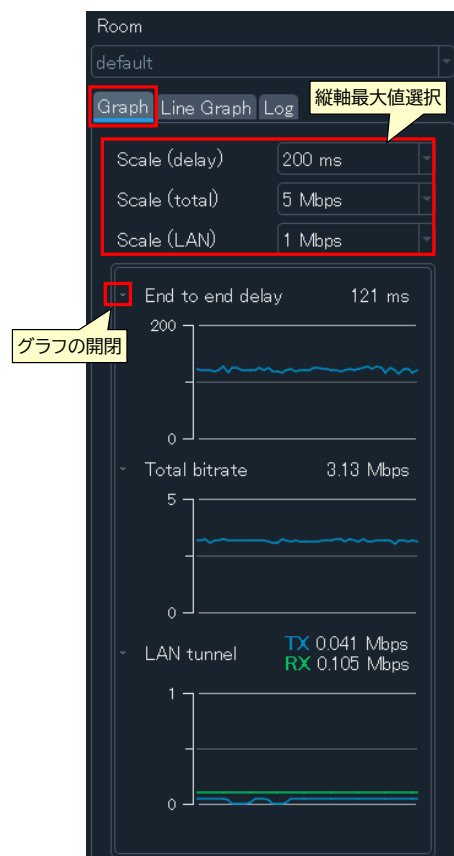 Room
default
Graph Line Graph Log
縦軸最大値選択
Scale (delay) 200 ms
Scale (total) 5 Mbps
Scale (LAN) 1 Mbps
End to end delay 121 ms
グラフの開閉
200
0
Total bitrate 3.13 Mbps
5
0
LAN tunnel TX 0.041 Mbps
RX 0.105 Mbps
1
0